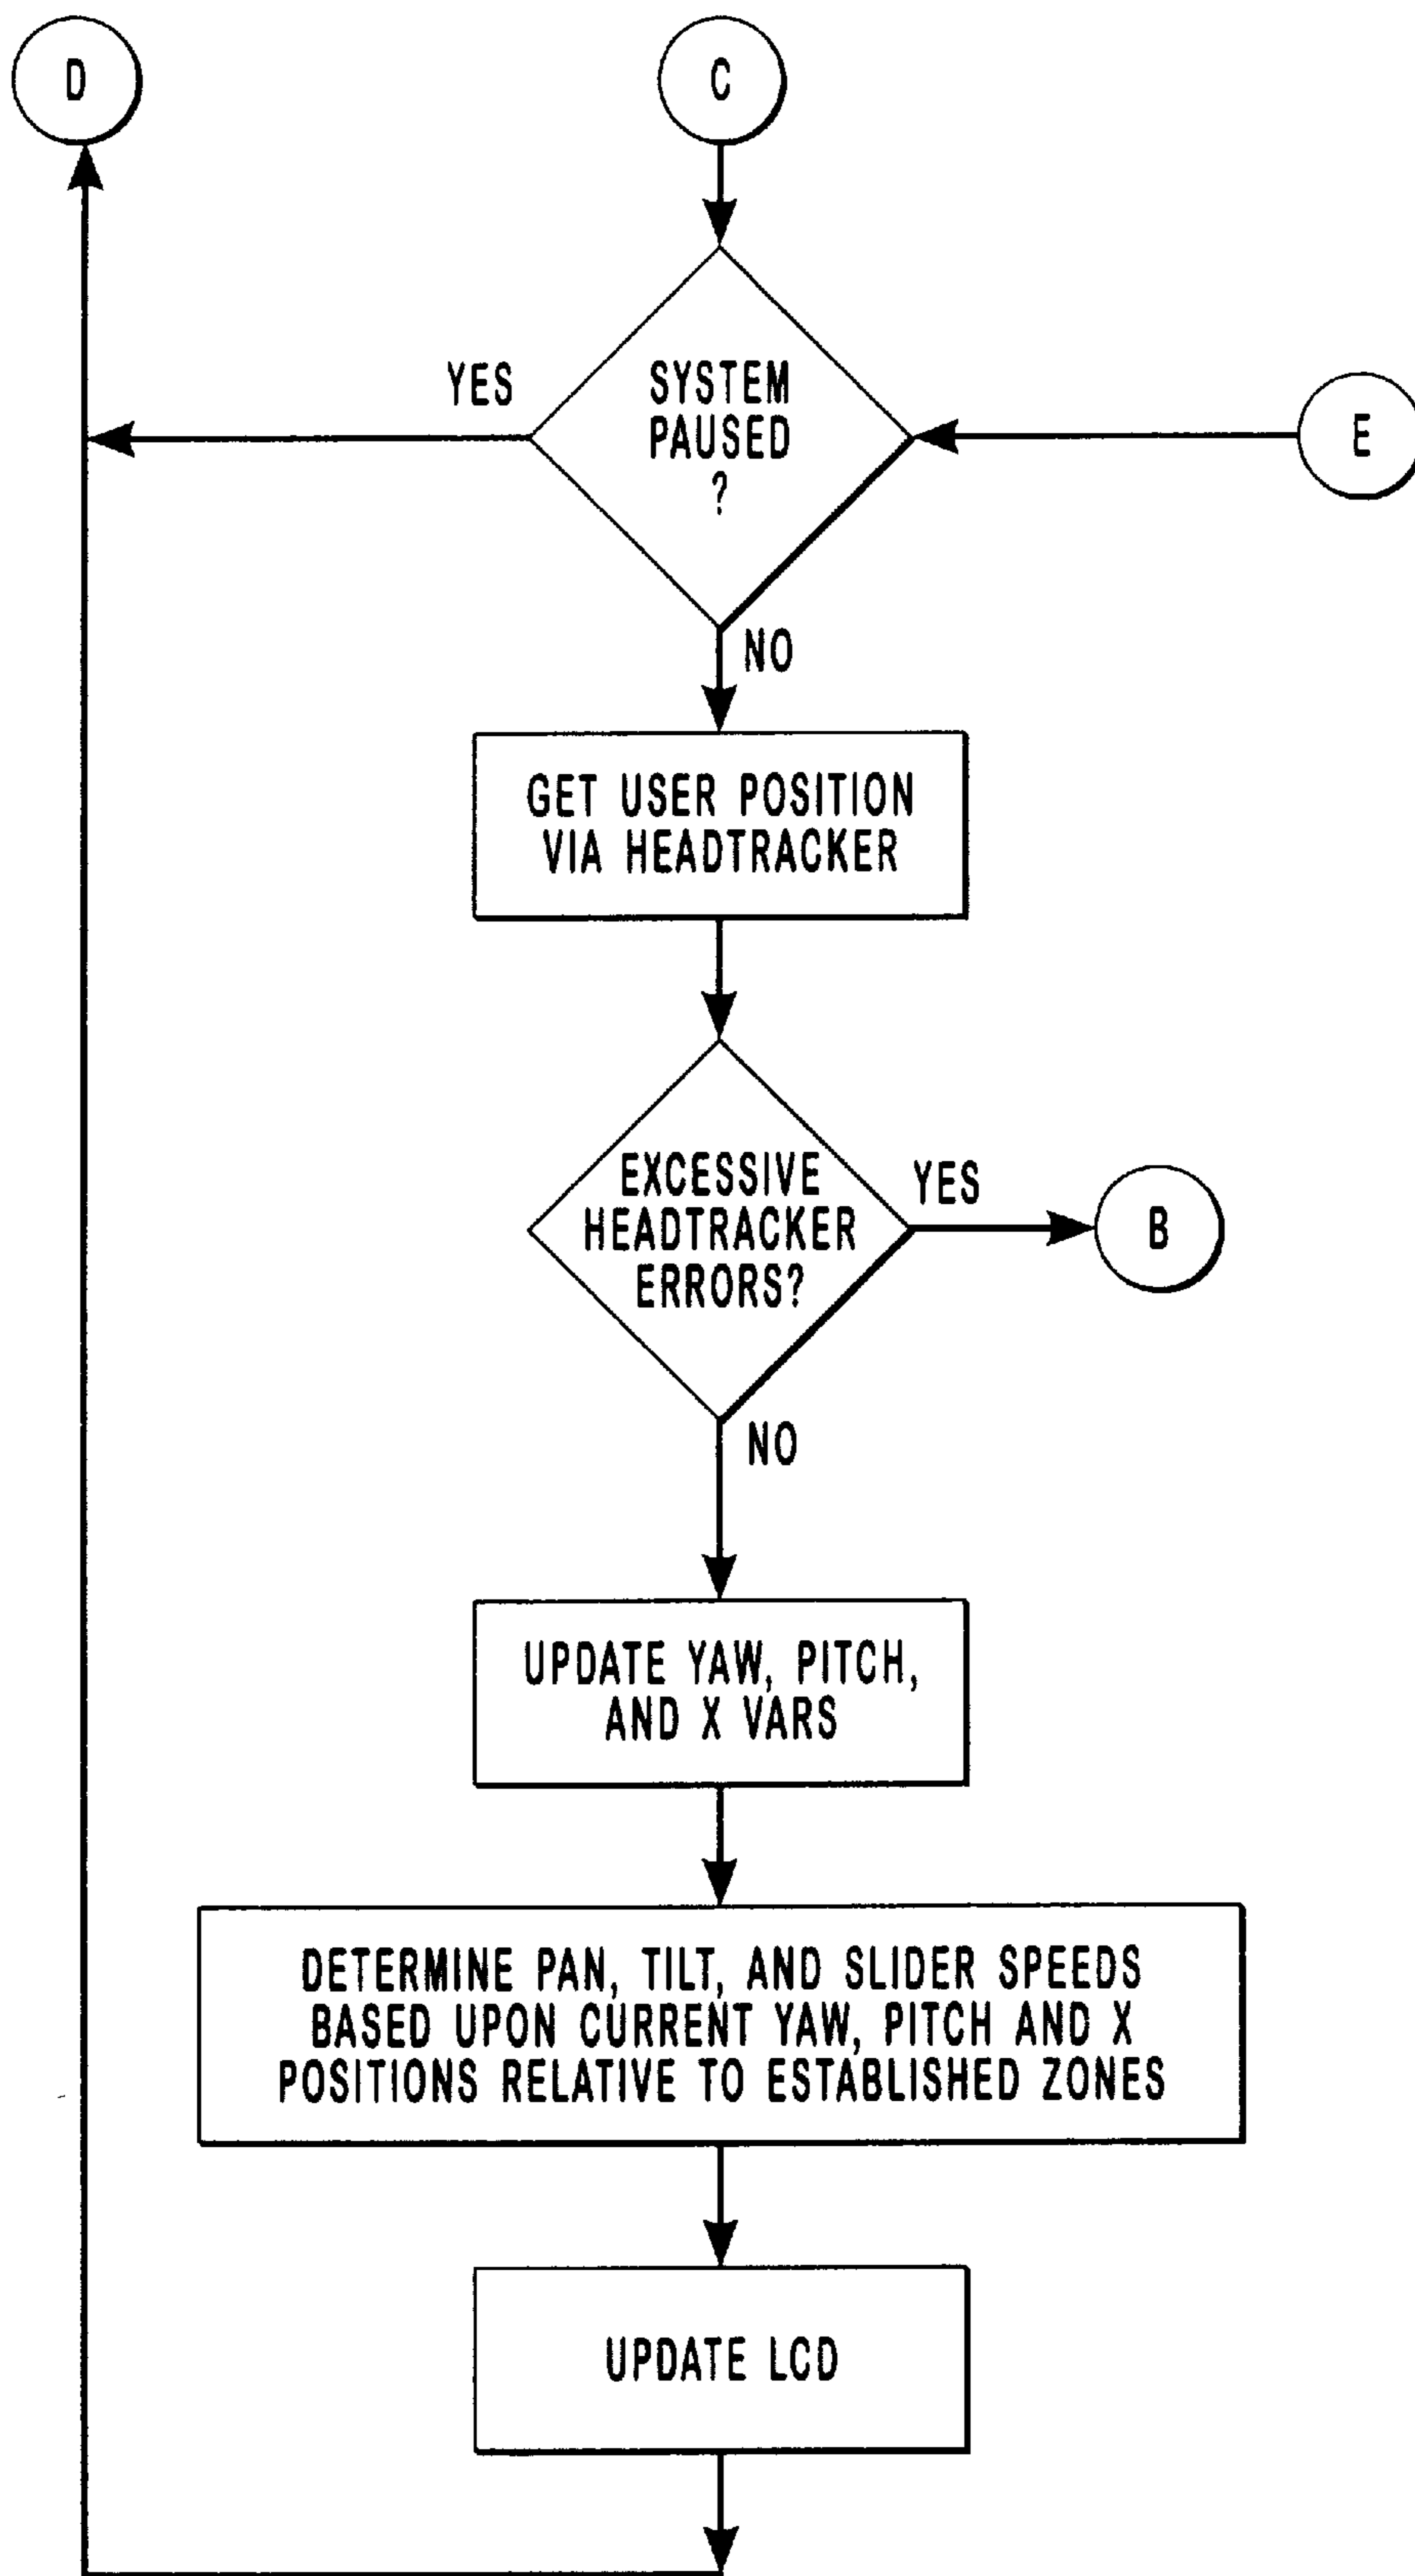 D
C
YES
SYSTEM
PAUSED
?
E
NO
GET USER POSITION
VIA HEADTRACKER
EXCESSIVE
HEADTRACKER
ERRORS?
YES
B
NO
UPDATE YAW, PITCH,
AND X VARS
DETERMINE PAN, TILT, AND SLIDER SPEEDS
BASED UPON CURRENT YAW, PITCH AND X
POSITIONS RELATIVE TO ESTABLISHED ZONES
UPDATE LCD